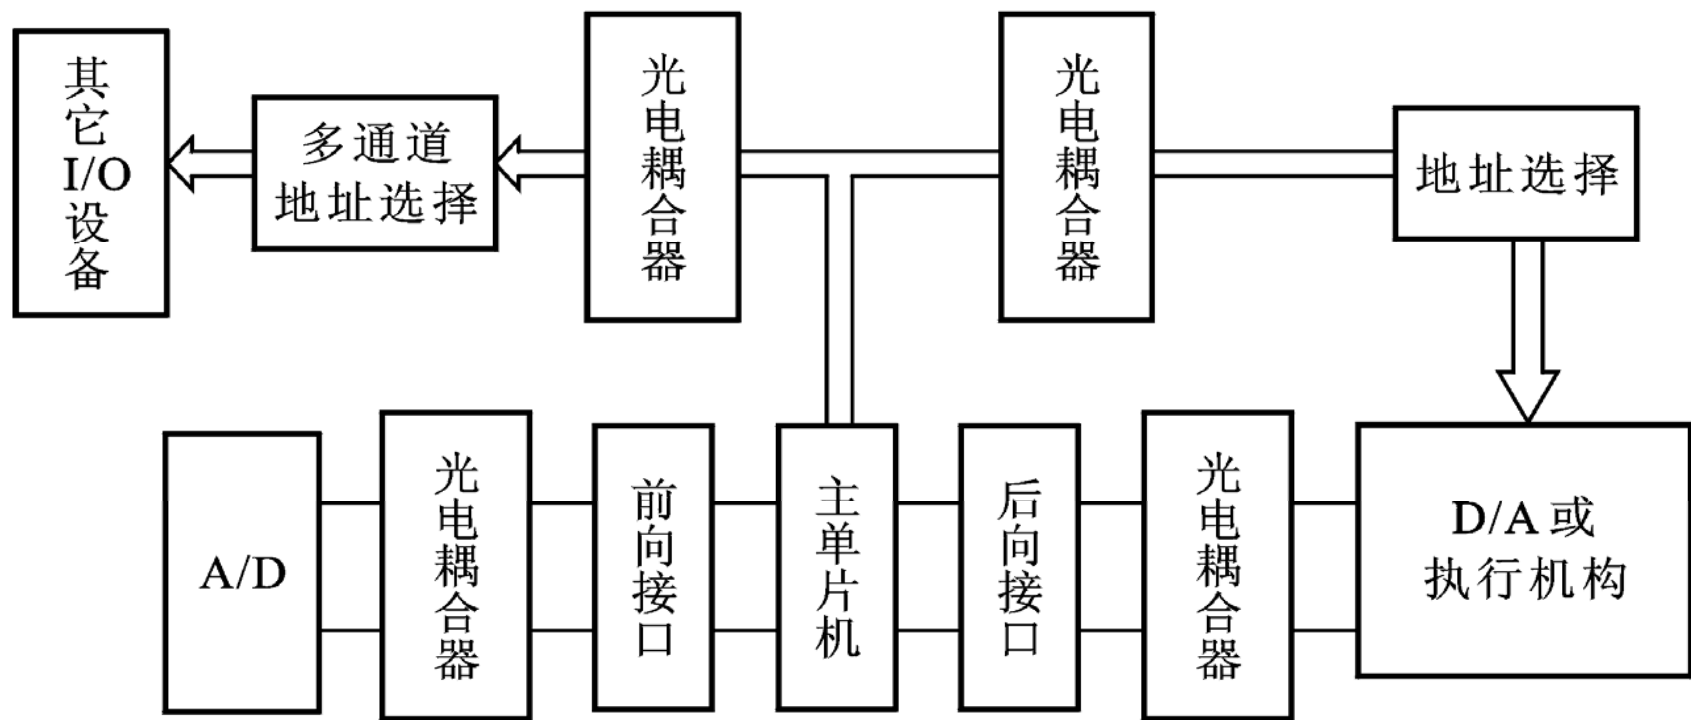 其它I/O设备
多通道
地址选择
光电耦合器
光电耦合器
地址选择
A/D
光电耦合器
前向接口
主单片机
后向接口
光电耦合器
D/A或
执行机构